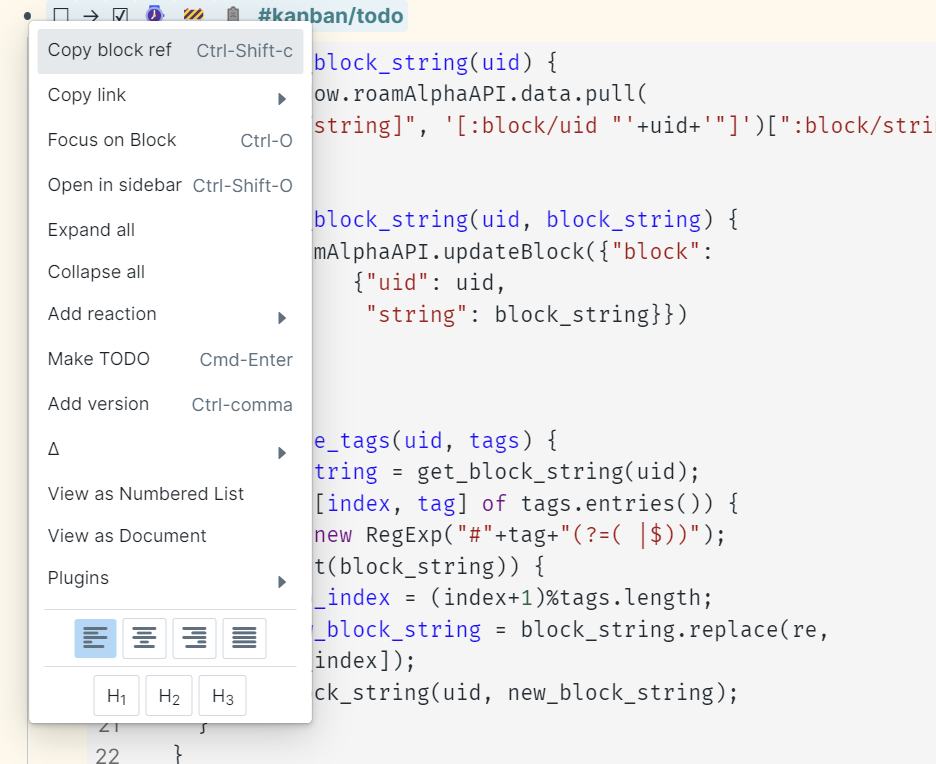 #kanban/todo
Copy block ref Ctrl-Shift-c
Copy link
Focus on Block Ctrl-O
Open in sidebar Ctrl-Shift-O
Expand all
Collapse all
Add reaction
Make TODO Cmd-Enter
Add version Ctrl-comma
Δ
View as Numbered List
View as Document
Plugins
H1 H2 H3
block_string(uid) {
ow.roamAlphaAPI.data.pull(
string]", '[:block/uid "'+uid+'"]')[":block/stri
block_string(uid, block_string) {
mAlphaAPI.updateBlock({"block":
{"uid": uid,
"string": block_string}})
e_tags(uid, tags) {
tring = get_block_string(uid);
[index, tag] of tags.entries()) {
new RegExp("#"+tag+"(?=( |$))");
t(block_string)) {
_index = (index+1)%tags.length;
_block_string = block_string.replace(re,
index]);
ck_string(uid, new_block_string);
21 }
22 }